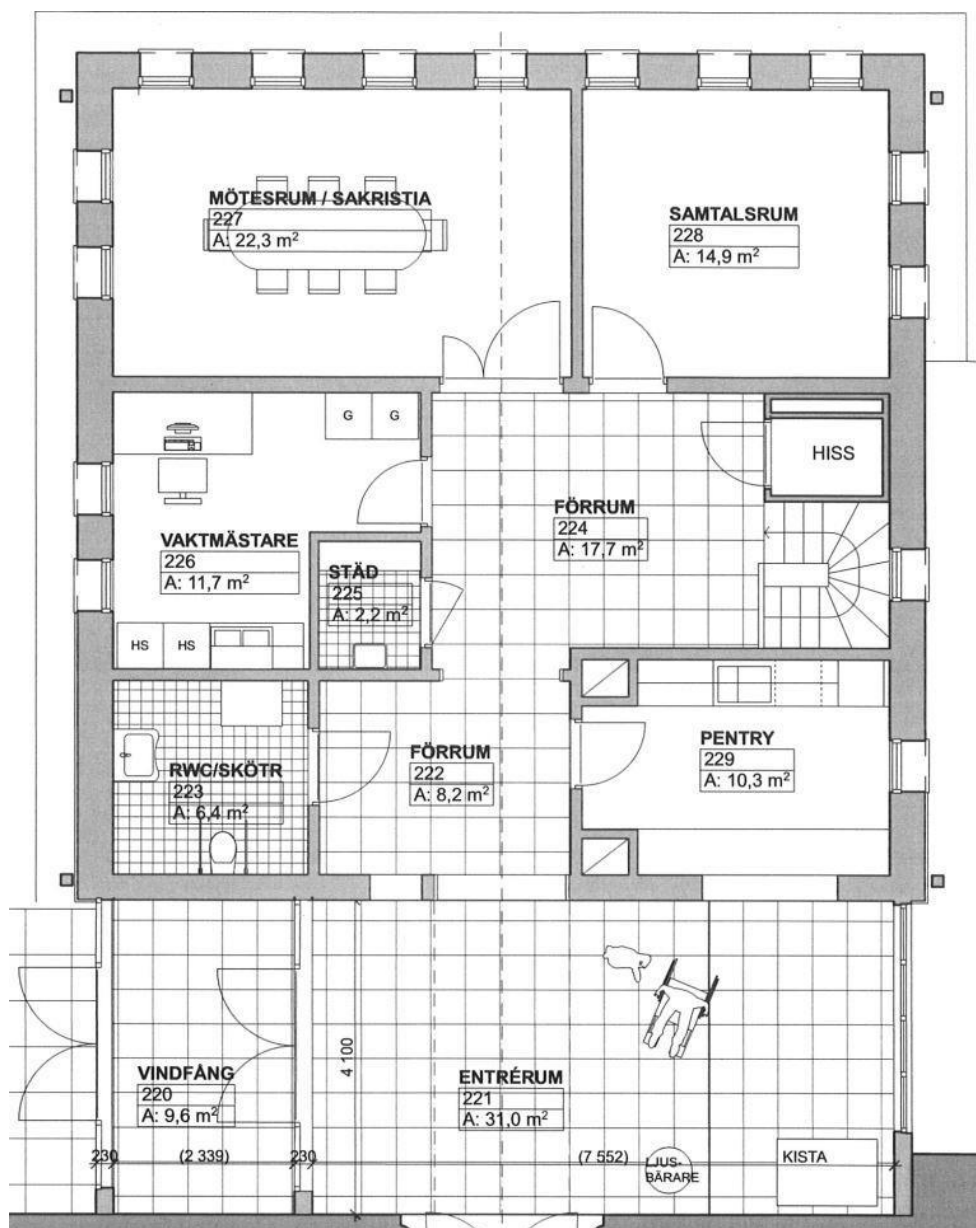 MÖTESRUM / SAKRISTIA
227
A: 22,3 m²
SAMTALSRUM
228
A: 14,9 m²
G G
HISS
VAKTMÄSTARE
226
A: 11,7 m²
FÖRRUM
224
A: 17,7 m²
STÄD
225
A: 2,2 m²
HS HS
RWC/SKÖTR
223
A: 6,4 m²
FÖRRUM
222
A: 8,2 m²
PENTRY
229
A: 10,3 m²
4 100
VINDFÅNG
220
A: 9,6 m²
ENTRÉRUM
221
A: 31,0 m²
230 (2 339) 230 (7 552)
LJUS-
BÄRARE
KISTA